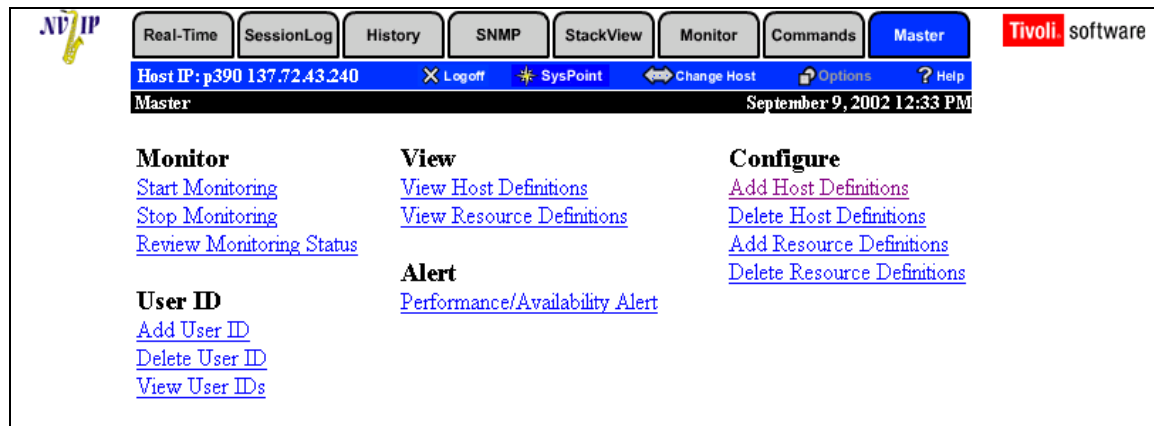 NV IP
Real-Time SessionLog History SNMP StackView Monitor Commands Master
Tivoli. software
Host IP: p390 137.72.43.240 Logoff SysPoint Change Host Options ? Help
Master September 9, 2002 12:33 PM
Monitor
Start Monitoring
Stop Monitoring
Review Monitoring Status
User ID
Add User ID
Delete User ID
View User IDs
View
View Host Definitions
View Resource Definitions
Alert
Performance/Availability Alert
Configure
Add Host Definitions
Delete Host Definitions
Add Resource Definitions
Delete Resource Definitions